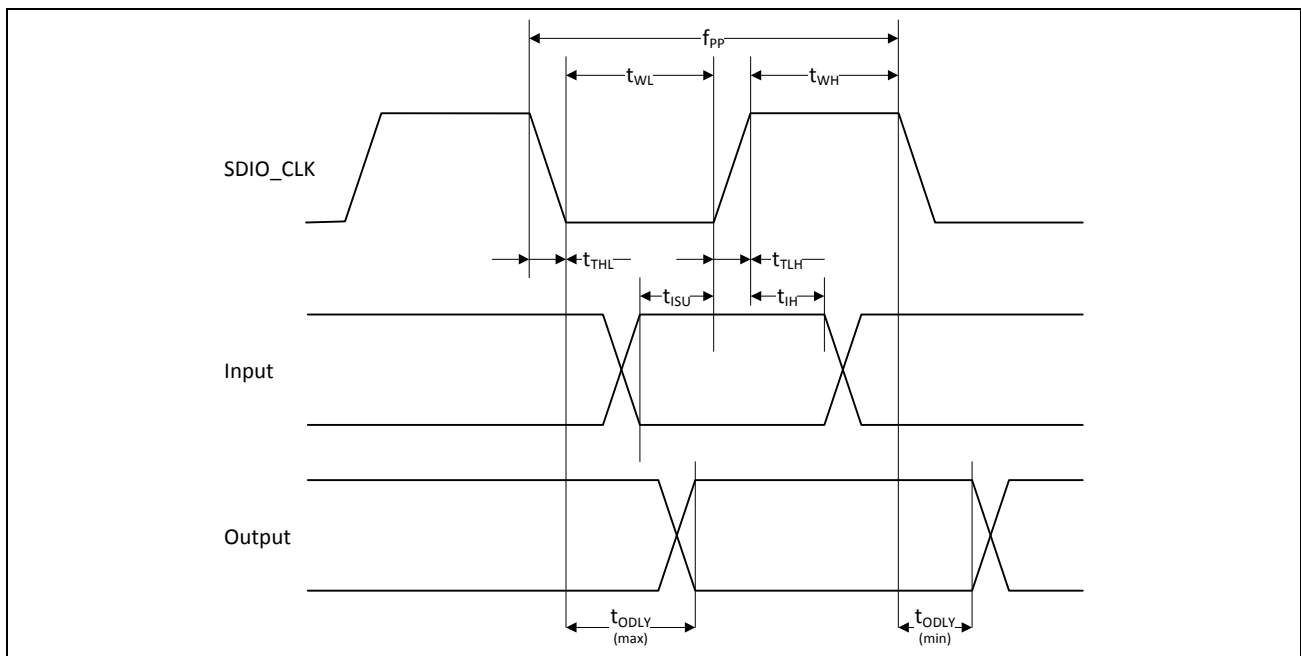 fPP
tWL
tWH
SDIO_CLK
tTHL
tTLH
tISU
tIH
Input
Output
tODLY
(max)
tODLY
(min)